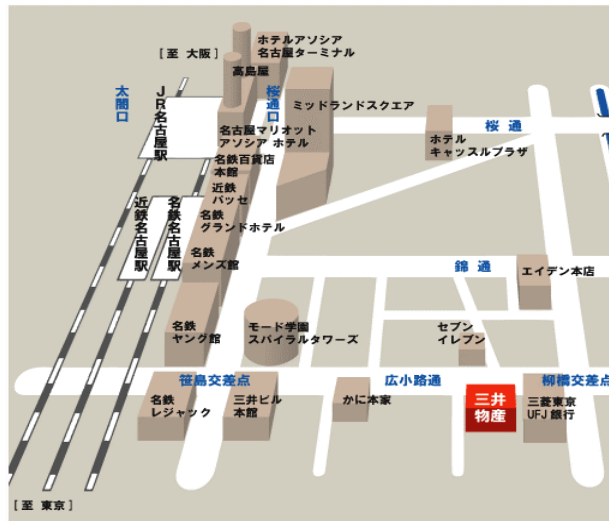 ホテルアソシア
名古屋ターミナル
[至 大阪]
高島屋
太閤口
JR名古屋駅
桜通口
ミッドランドスクエア
桜 通
名古屋マリオット
アソシア ホテル
ホテル
キャッスルプラザ
名鉄百貨店
本館
近鉄
パッセ
近鉄名古屋駅
名鉄名古屋駅
名鉄
グランドホテル
名鉄
メンズ館
錦 通
エイデン本店
名鉄
ヤング館
モード学園
スパイラルタワーズ
セブン
イレブン
笹島交差点
広小路通
柳橋交差点
名鉄
レジャック
三井ビル
本館
かに本家
三井
物産
三菱東京
UFJ銀行
[至 東京]